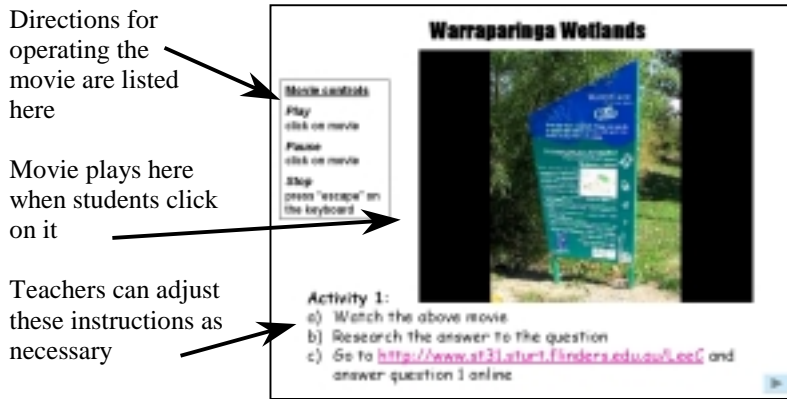 Directions for
operating the
movie are listed
here
Movie plays here
when students click
on it
Teachers can adjust
these instructions as
necessary
Warraparinga Wetlands
Movie controls
Play
click on movie
Pause
click on movie
Stop
press "escape" on
the keyboard
Activity 1:
a) Watch the above movie
b) Research the answer to the question
c) Go to http://www.st31.sturt.flinders.edu.au/LeeC and
answer question 1 online